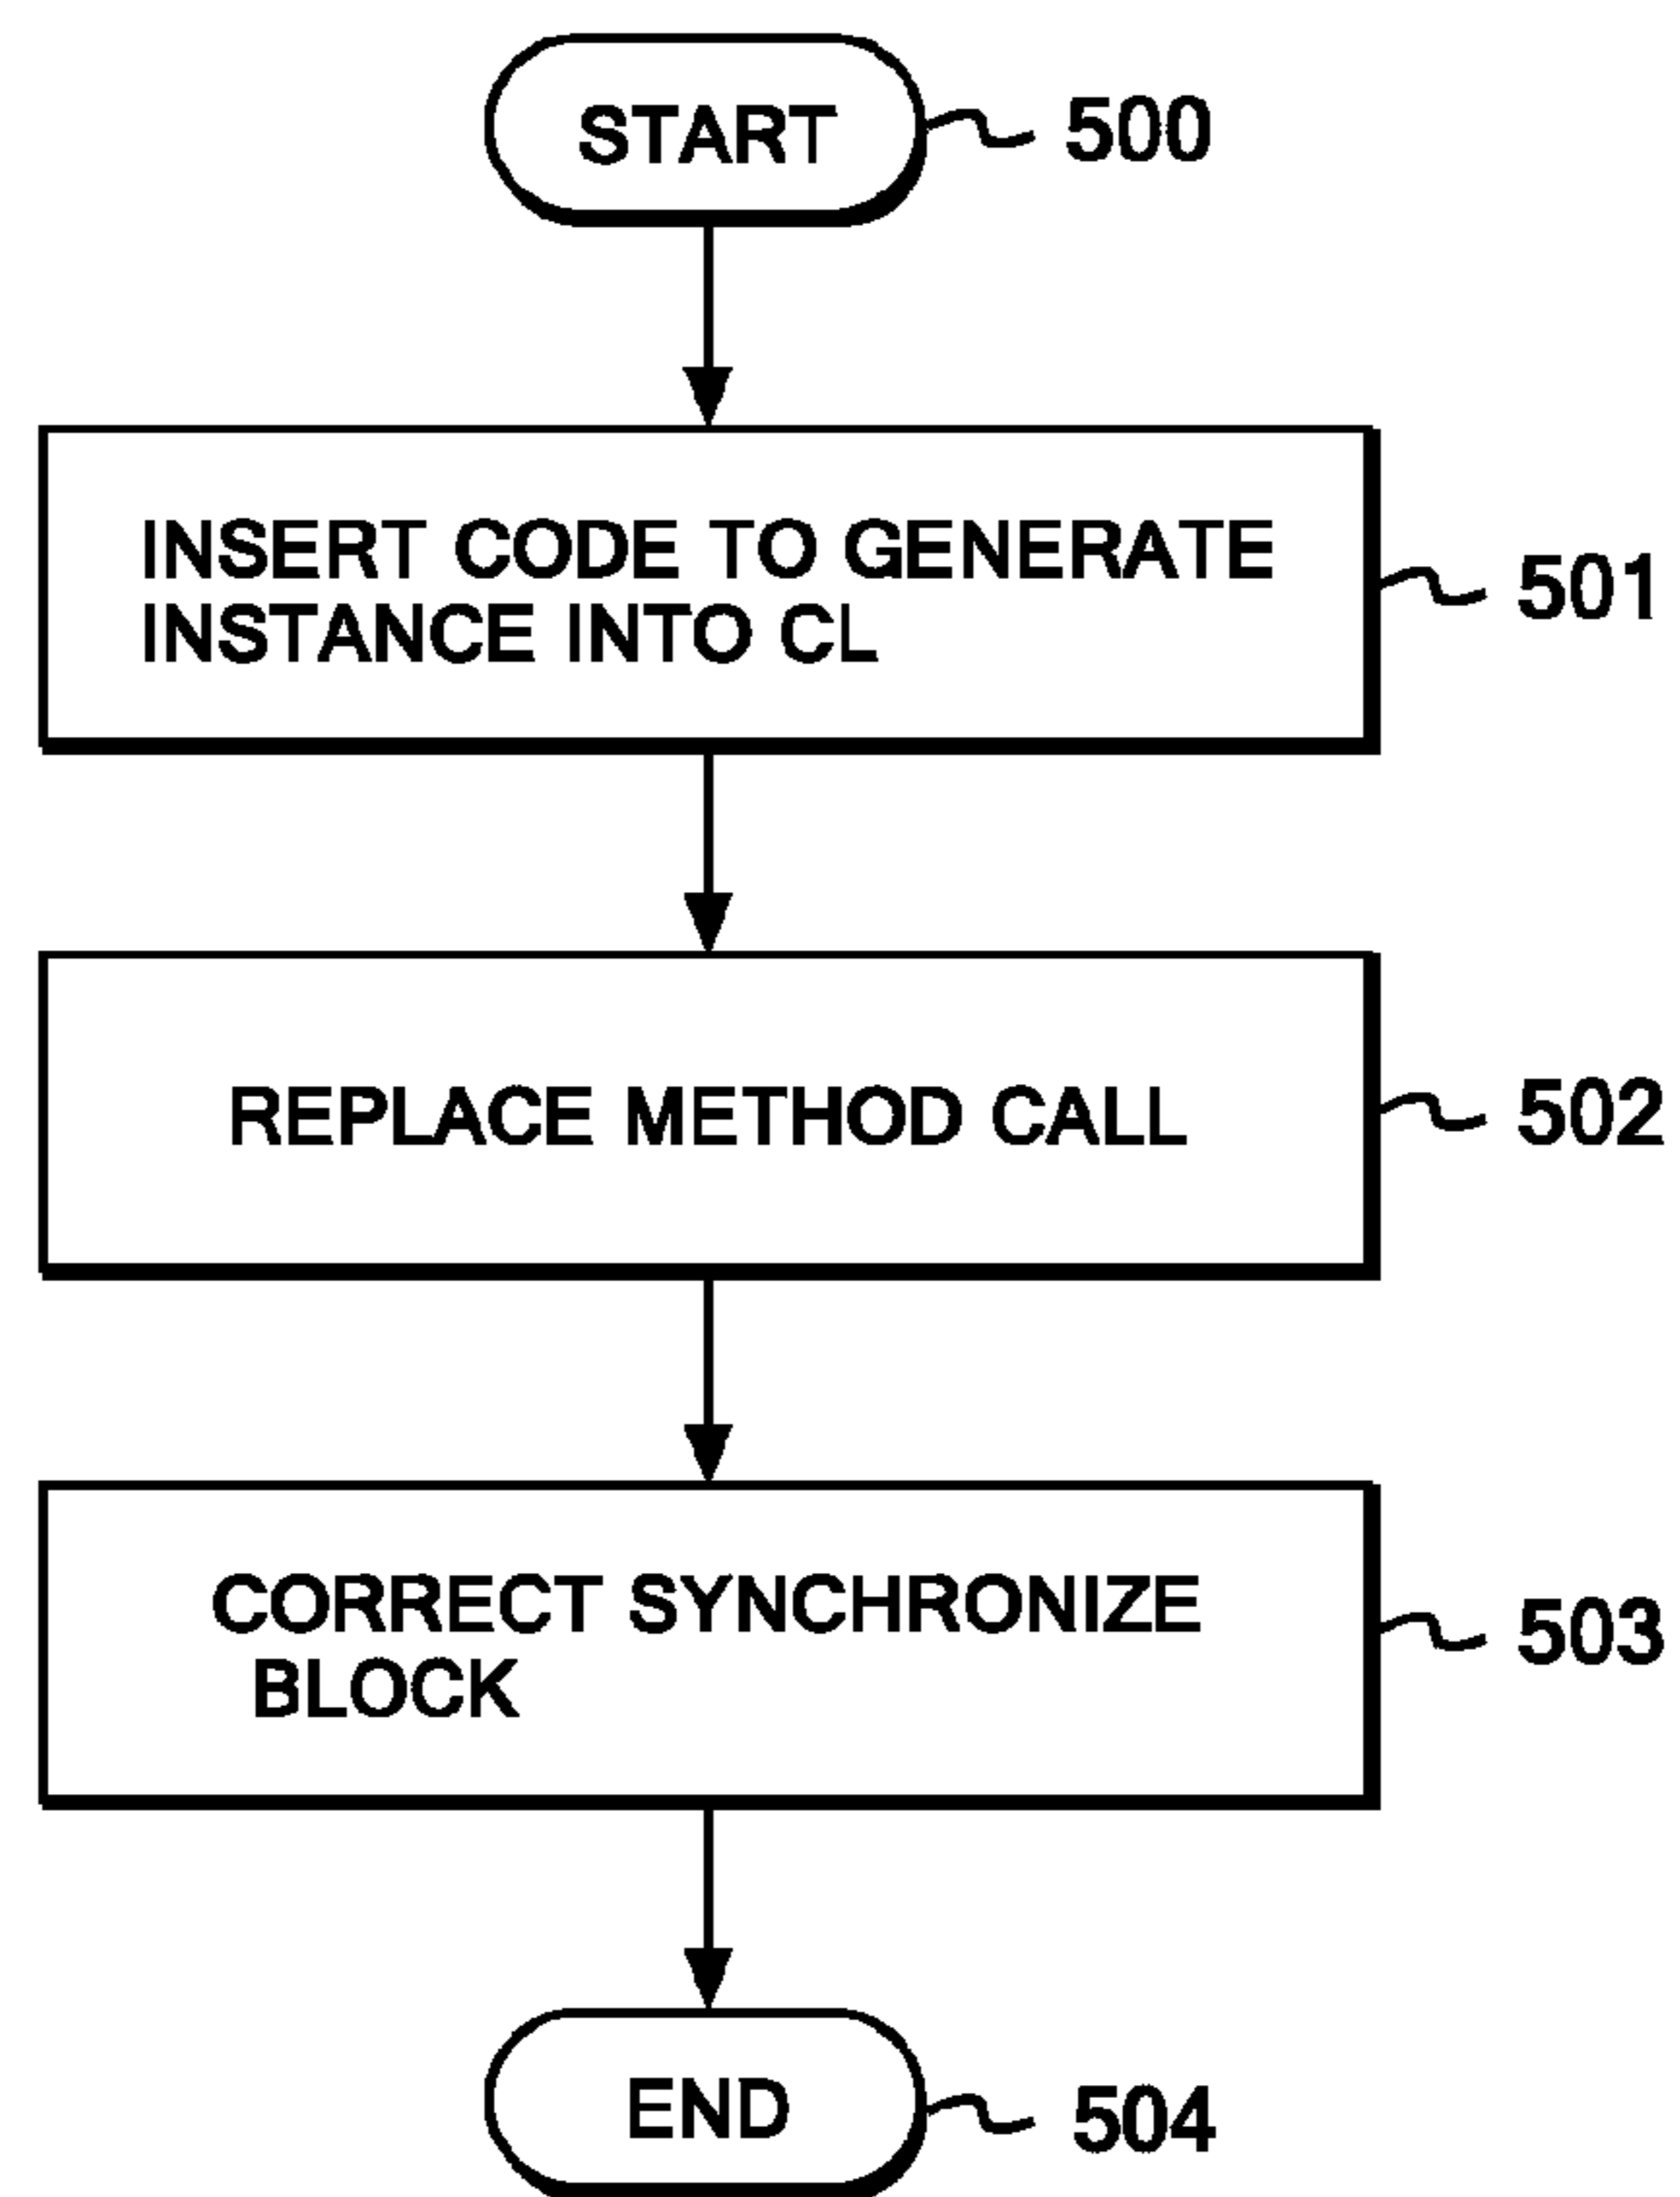 START
500
INSERT CODE TO GENERATE
INSTANCE INTO CL
501
REPLACE METHOD CALL
502
CORRECT SYNCHRONIZE
BLOCK
503
END
504